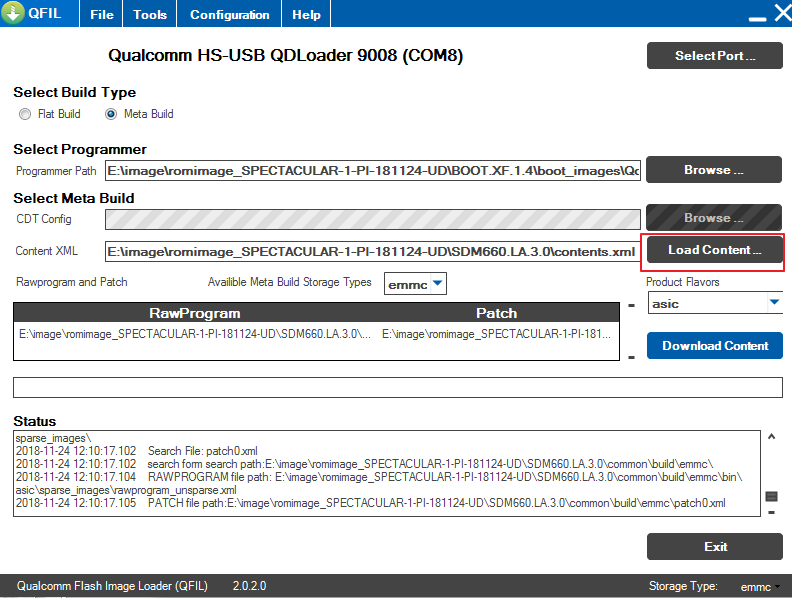 QFIL File Tools Configuration Help
Qualcomm HS-USB QDLoader 9008 (COM8)
Select Port ...
Select Build Type
Flat Build Meta Build
Select Programmer
Programmer Path E:\image\romimage_SPECTACULAR-1-PI-181124-UD\BOOT.XF.1.4\boot_images\Qc Browse ...
Select Meta Build
CDT Config Browse ...
Content XML E:\image\romimage_SPECTACULAR-1-PI-181124-UD\SDM660.LA.3.0\contents.xml Load Content ...
Rawprogram and Patch Availible Meta Build Storage Types emmc Product Flavors
asic
RawProgram Patch
E:\image\romimage_SPECTACULAR-1-PI-181124-UD\SDM660.LA.3.0\... E:\image\romimage_SPECTACULAR-1-PI-181...
Download Content
Status
sparse_images\
2018-11-24 12:10:17.102 Search File: patch0.xml
2018-11-24 12:10:17.102 search form search path:E:\image\romimage_SPECTACULAR-1-PI-181124-UD\SDM660.LA.3.0\common\build\emmc\
2018-11-24 12:10:17.104 RAWPROGRAM file path: E:\image\romimage_SPECTACULAR-1-PI-181124-UD\SDM660.LA.3.0\common\build\emmc\bin\
asic\sparse_images\rawprogram_unsparse.xml
2018-11-24 12:10:17.105 PATCH file path:E:\image\romimage_SPECTACULAR-1-PI-181124-UD\SDM660.LA.3.0\common\build\emmc\patch0.xml
Exit
Qualcomm Flash Image Loader (QFIL) 2.0.2.0 Storage Type: emmc